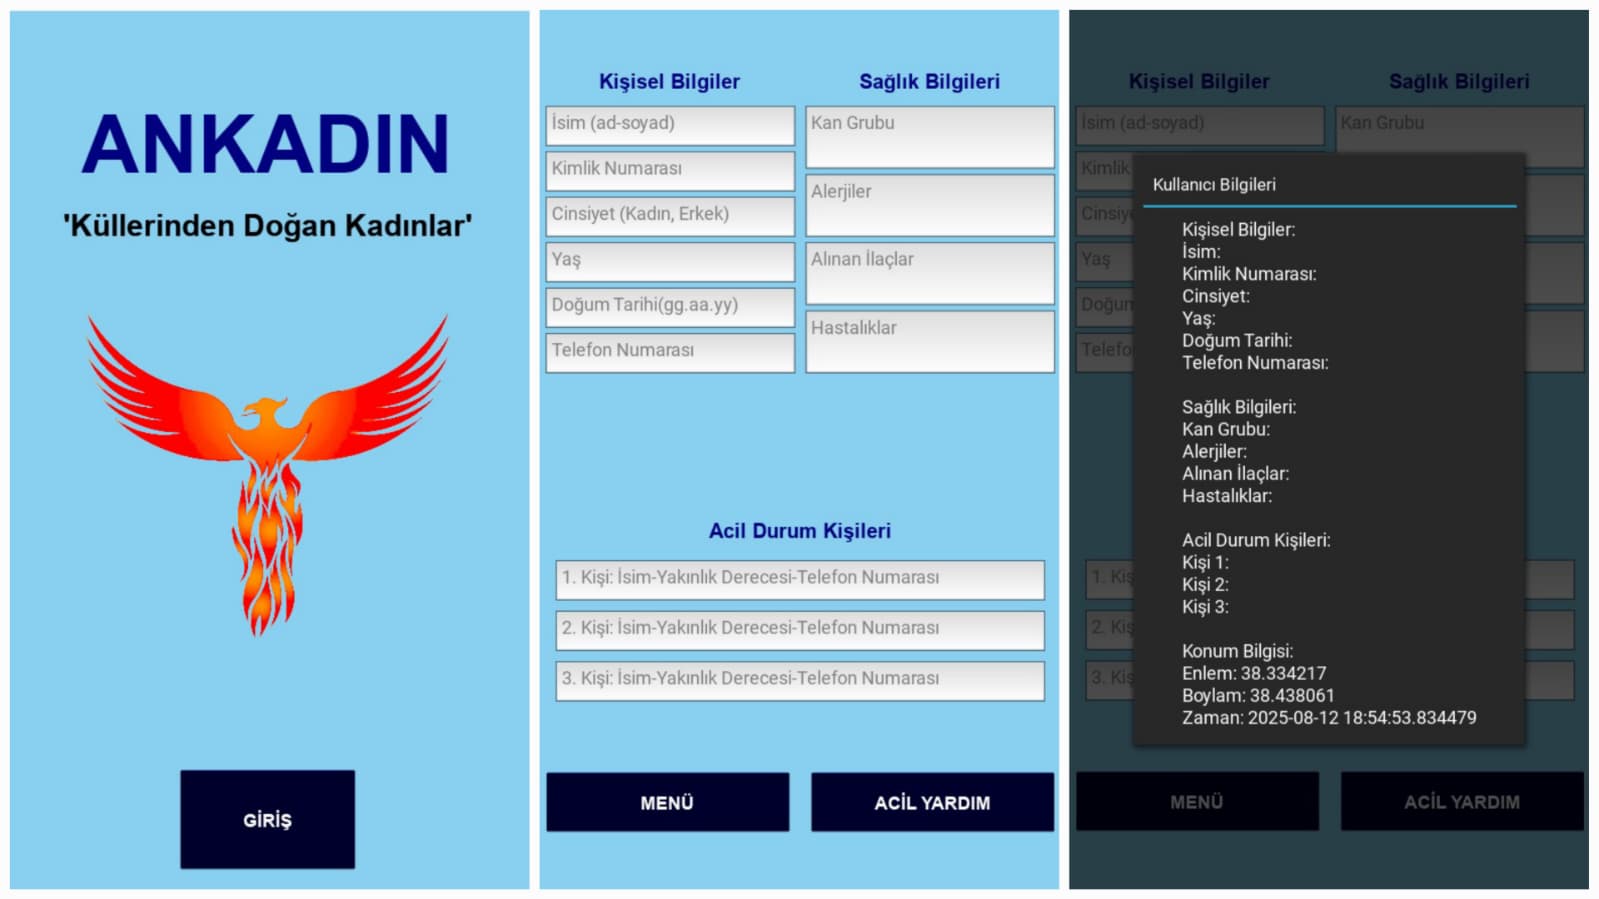 ANKADIN
'Küllerinden Doğan Kadınlar'
GİRİŞ
Kişisel Bilgiler
İsim (ad-soyad)
Kimlik Numarası
Cinsiyet (Kadın, Erkek)
Yaş
Doğum Tarihi(gg.aa.yy)
Telefon Numarası
Sağlık Bilgileri
Kan Grubu
Alerjiler
Alınan İlaçlar
Hastalıklar
Acil Durum Kişileri
1. Kişi: İsim-Yakınlık Derecesi-Telefon Numarası
2. Kişi: İsim-Yakınlık Derecesi-Telefon Numarası
3. Kişi: İsim-Yakınlık Derecesi-Telefon Numarası
MENÜ
ACİL YARDIM
Kişisel Bilgiler
Sağlık Bilgileri
İsim (ad-soyad)
Kan Grubu
Kimlik
Cinsiye
Yaş
Doğum
Telefo
Kullanıcı Bilgileri
Kişisel Bilgiler:
İsim:
Kimlik Numarası:
Cinsiyet:
Yaş:
Doğum Tarihi:
Telefon Numarası:
Sağlık Bilgileri:
Kan Grubu:
Alerjiler:
Alınan İlaçlar:
Hastalıklar:
Acil Durum Kişileri:
Kişi 1:
Kişi 2:
Kişi 3:
Konum Bilgisi:
Enlem: 38.334217
Boylam: 38.438061
Zaman: 2025-08-12 18:54:53.834479
1. Kiş
2. Kiş
3. Kiş
MENÜ
ACİL YARDIM